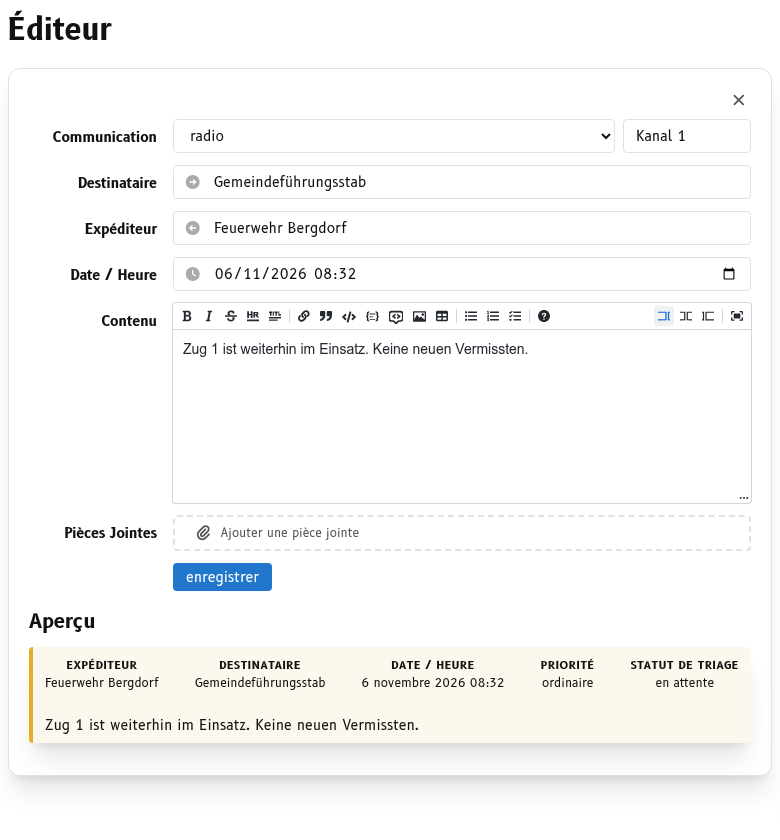 Éditeur
Communication radio Kanal 1
Destinataire Gemeindeführungsstab
Expéditeur Feuerwehr Bergdorf
Date / Heure 06/11/2026 08:32
Contenu B I S HR TITL
Zug 1 ist weiterhin im Einsatz. Keine neuen Vermissten.
Pièces Jointes Ajouter une pièce jointe
enregistrer
Aperçu
EXPÉDITEUR DESTINATAIRE DATE / HEURE PRIORITÉ STATUT DE TRIAGE
Feuerwehr Bergdorf Gemeindeführungsstab 6 novembre 2026 08:32 ordinaire en attente
Zug 1 ist weiterhin im Einsatz. Keine neuen Vermissten.